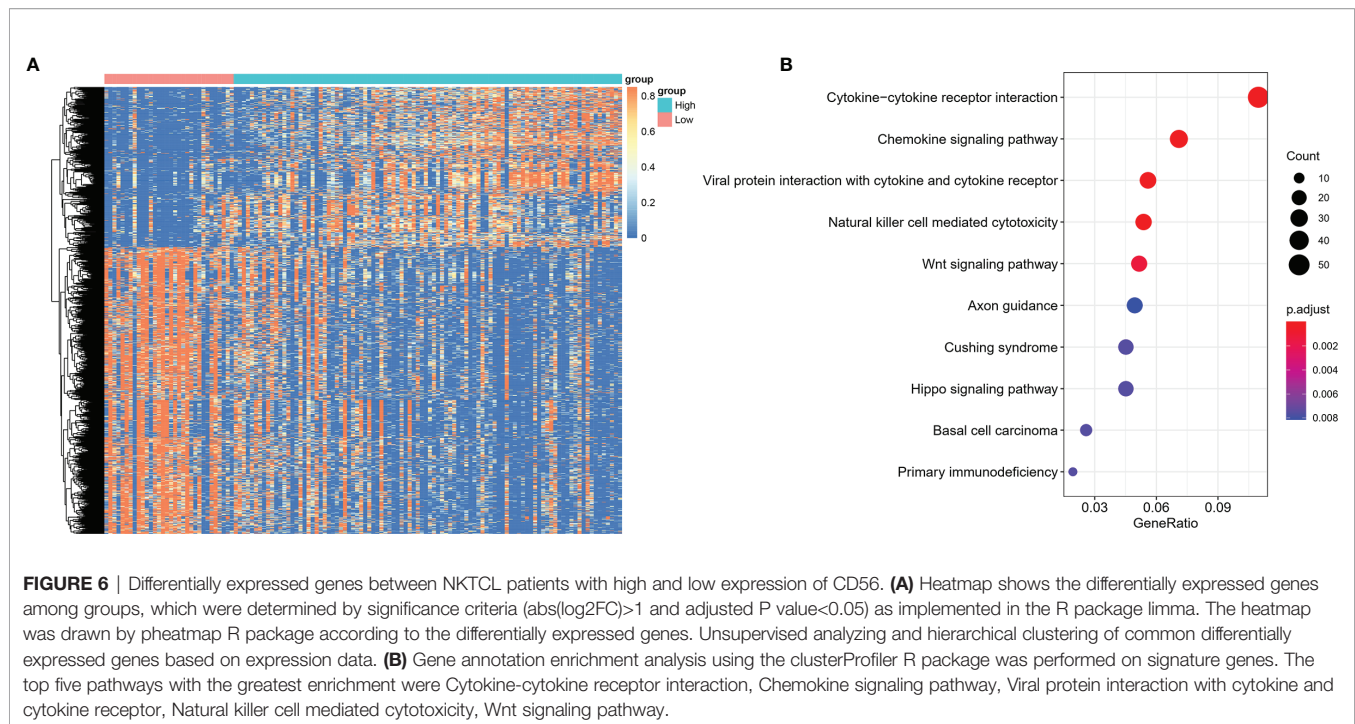 A
group
0.8
0.6
0.4
0.2
0
group
High
Low
B
Cytokine−cytokine receptor interaction
Chemokine signaling pathway
Viral protein interaction with cytokine and cytokine receptor
Natural killer cell mediated cytotoxicity
Wnt signaling pathway
Axon guidance
Cushing syndrome
Hippo signaling pathway
Basal cell carcinoma
Primary immunodeficiency
0.03 0.06 0.09
GeneRatio
Count
10
20
30
40
50
p.adjust
0.002
0.004
0.006
0.008
FIGURE 6 | Differentially expressed genes between NKTCL patients with high and low expression of CD56. (A) Heatmap shows the differentially expressed genes
among groups, which were determined by significance criteria (abs(log2FC)>1 and adjusted P value<0.05) as implemented in the R package limma. The heatmap
was drawn by pheatmap R package according to the differentially expressed genes. Unsupervised analyzing and hierarchical clustering of common differentially
expressed genes based on expression data. (B) Gene annotation enrichment analysis using the clusterProfiler R package was performed on signature genes. The
top five pathways with the greatest enrichment were Cytokine-cytokine receptor interaction, Chemokine signaling pathway, Viral protein interaction with cytokine and
cytokine receptor, Natural killer cell mediated cytotoxicity, Wnt signaling pathway.